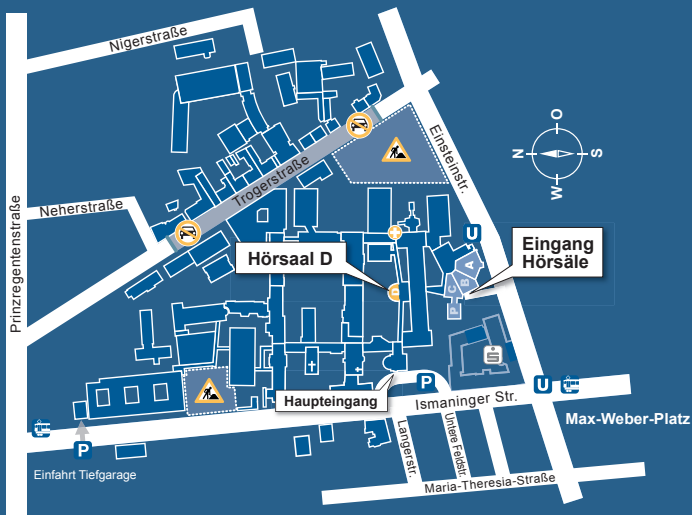 Nigerstraße
Einsteinstr.
O
N
S
W
Trogerstraße
Neherstraße
Prinzregentenstraße
U
Hörsaal D
Eingang
Hörsäle
A
B
C
P
D
Haupteingang
P
Ismaninger Str.
U
Max-Weber-Platz
P
Einfahrt Tiefgarage
Langerstr.
Untere Feldstr.
Maria-Theresia-Straße